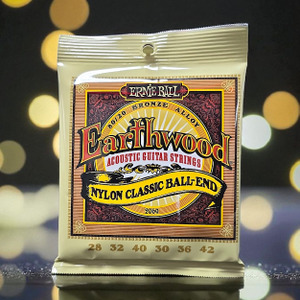 ERNIE BALL
80/20 BRONZE ALLOY
Earthwood
ACOUSTIC GUITAR STRINGS
NYLON CLASSIC BALL-END
2069
28 32 40 30 36 42